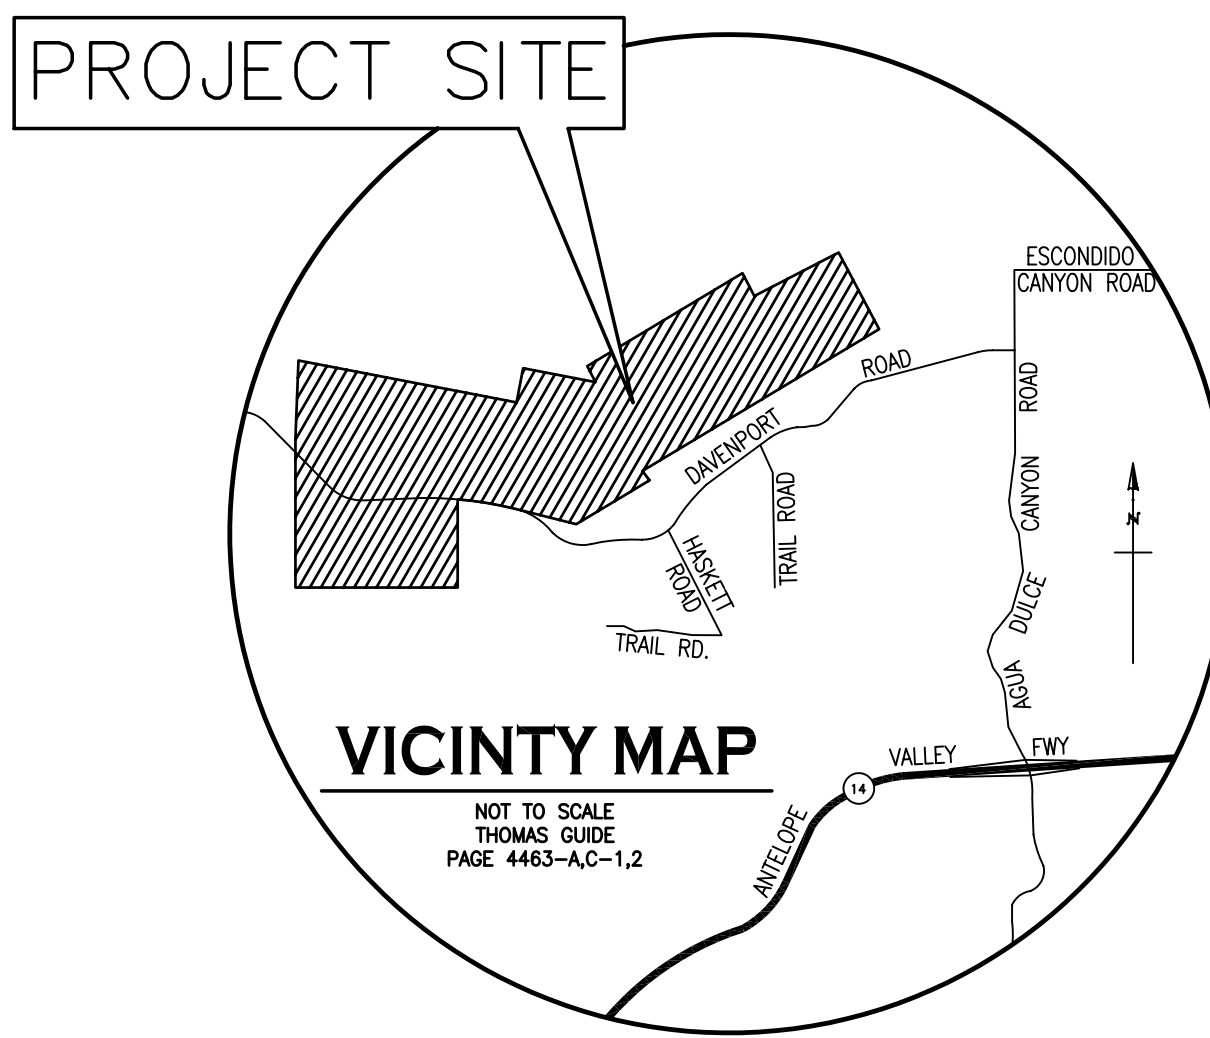 PROJECT SITE
ESCONDIDO
CANYON ROAD
DAVENPORT ROAD
AGUA DULCE CANYON ROAD
TRAIL ROAD
HASKETT
ROAD
TRAIL RD.
N
VICINTY MAP
NOT TO SCALE
THOMAS GUIDE
PAGE 4463-A,C-1,2
ANTELOPE VALLEY FWY
14